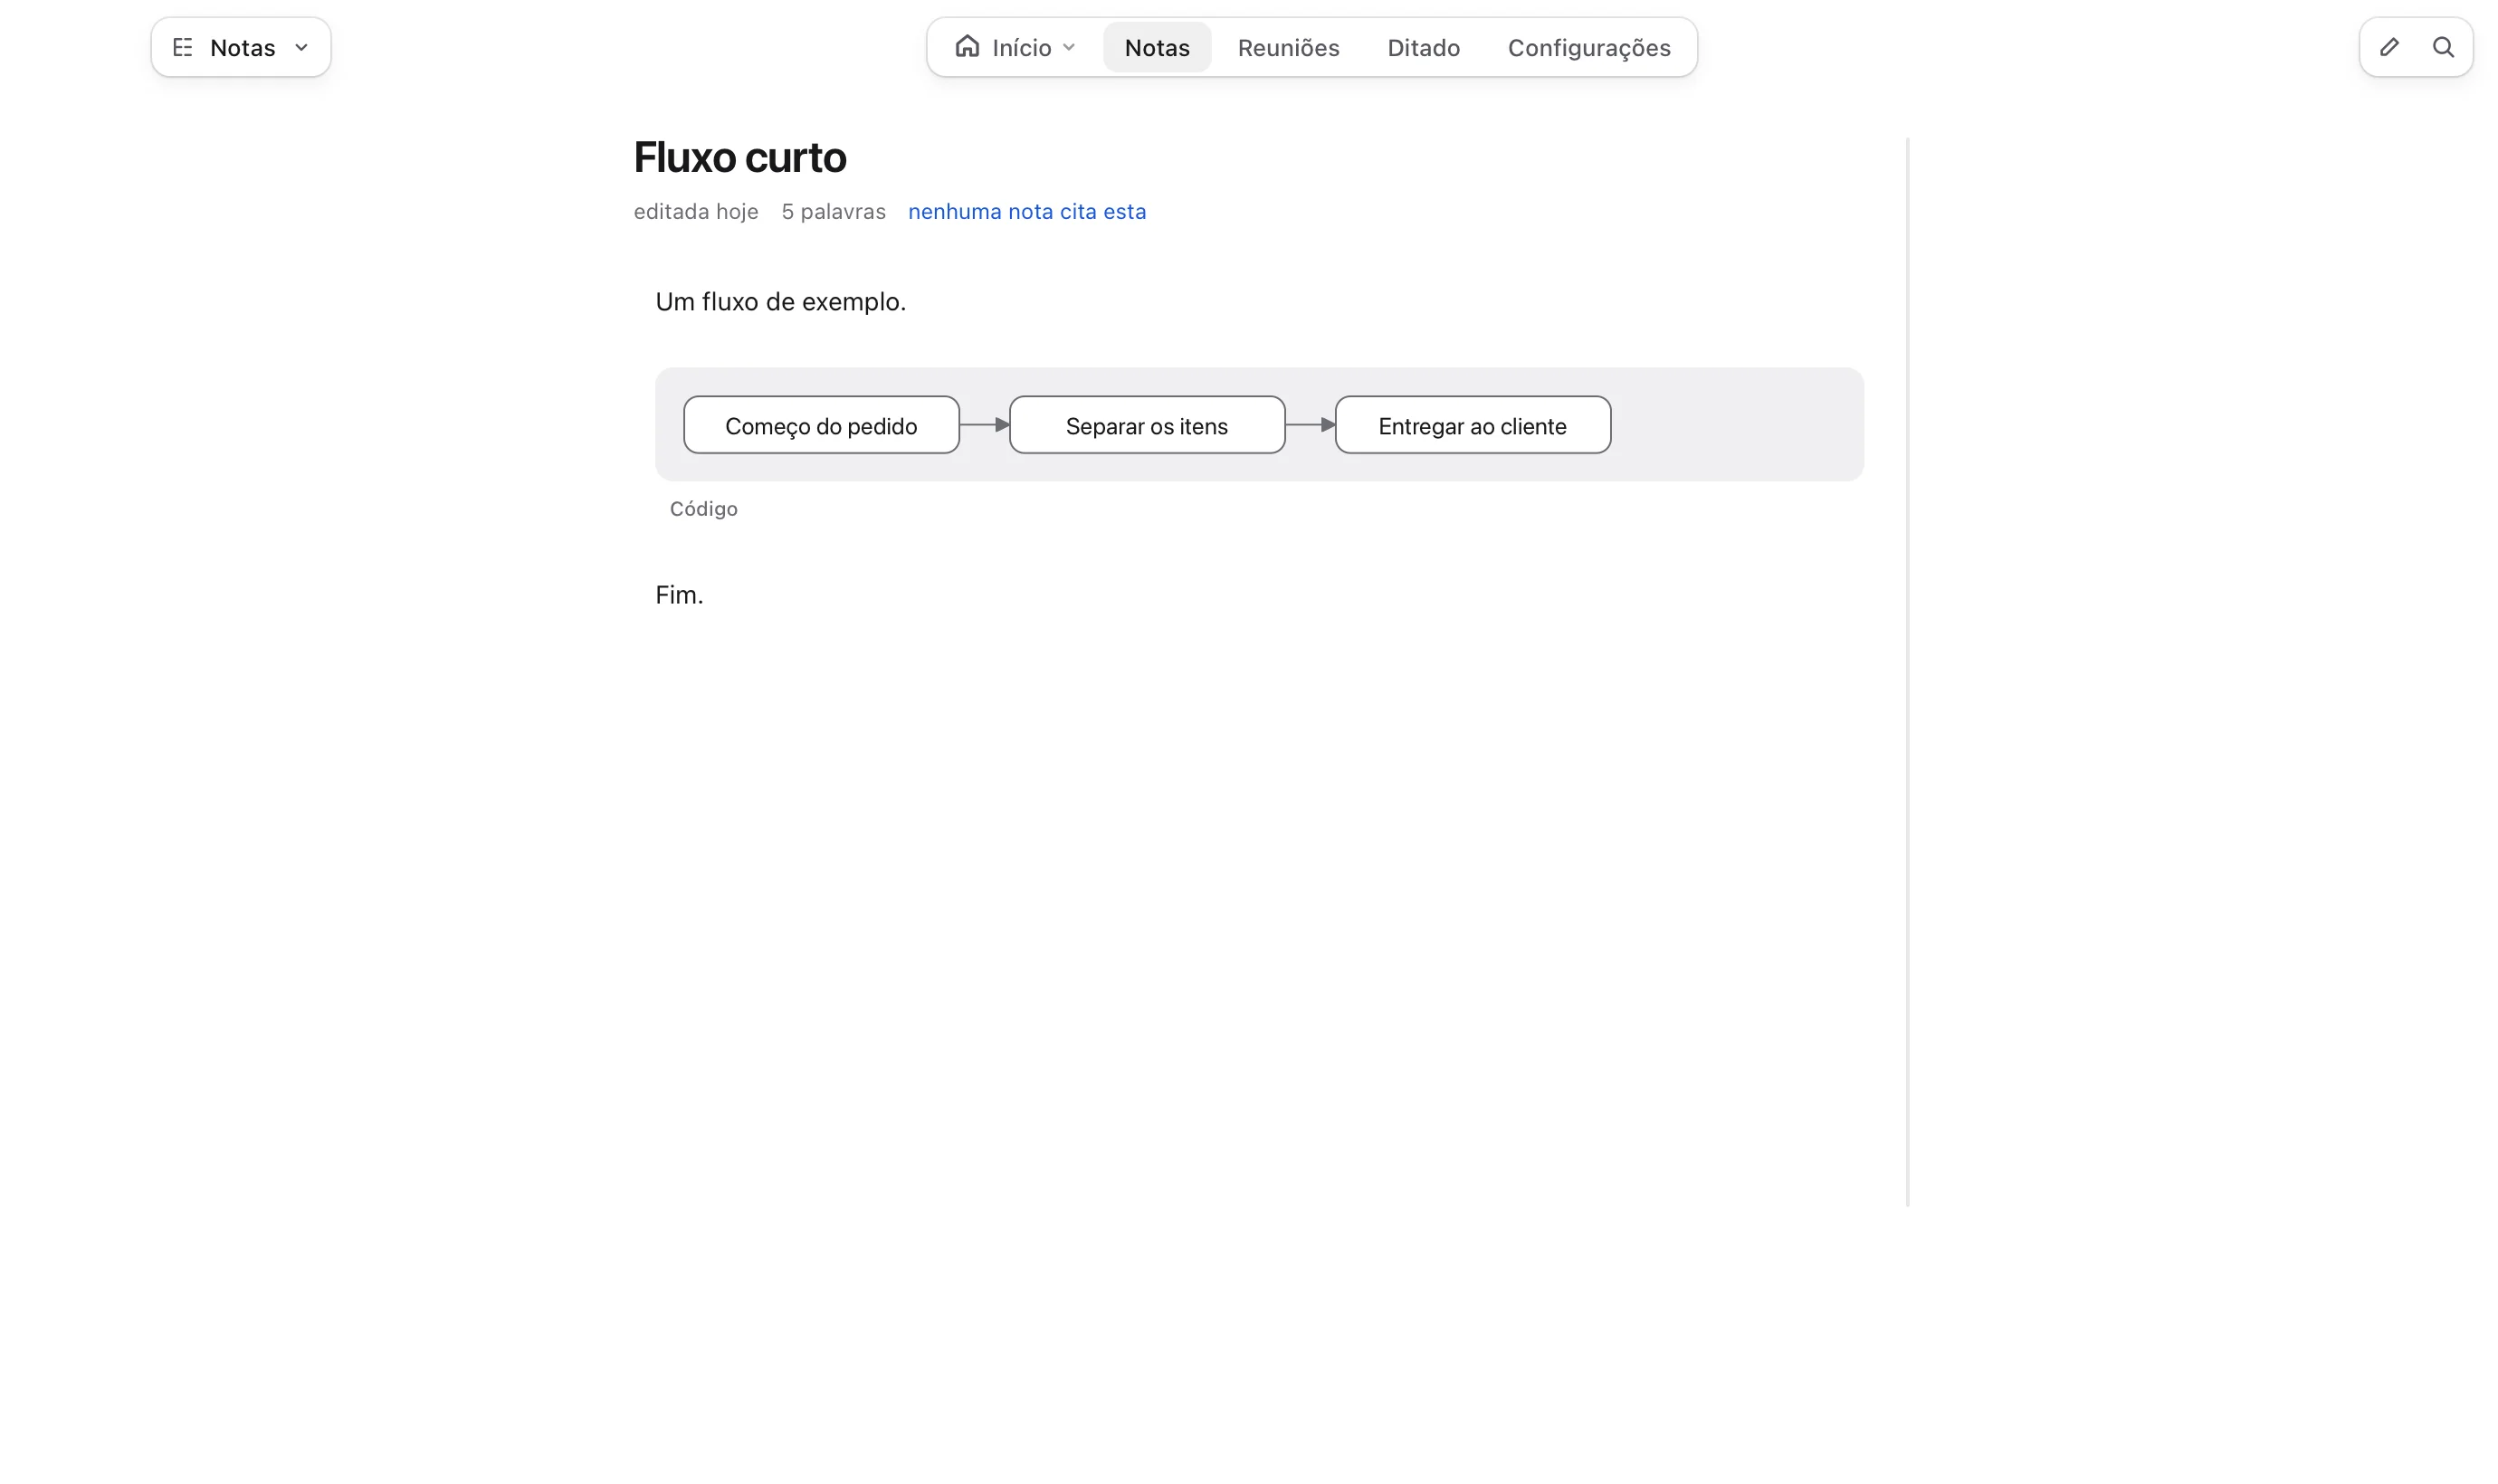 Notas
Início Notas Reuniões Ditado Configurações
Fluxo curto
editada hoje 5 palavras nenhuma nota cita esta
Um fluxo de exemplo.
Começo do pedido Separar os itens Entregar ao cliente
Código
Fim.